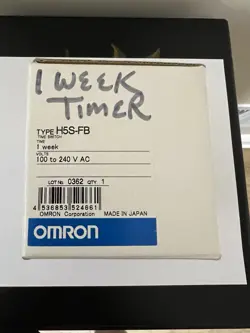 1 WEEK
TIMER
TYPE H5S-FB
TIME SWITCH
TIME
1 week
VOLTS
100 to 240 V AC
LOT No 0362 QTY 1
4 536853 524861
OMRON Corporation MADE IN JAPAN
OMRON